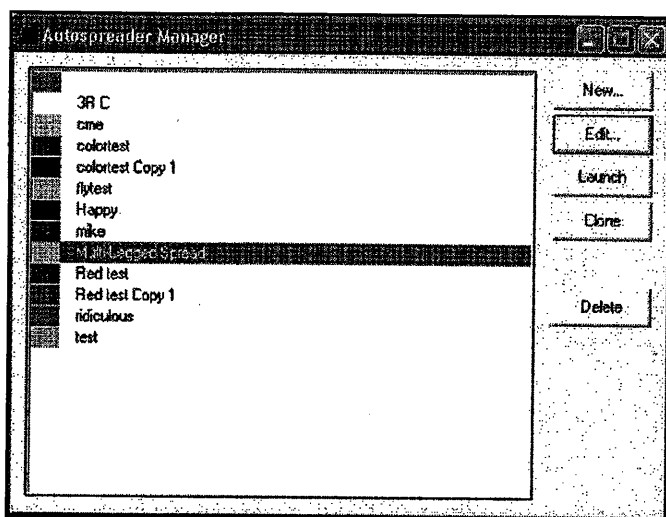 Autospreader Manager
New...
3R C
cme
Edit...
colortest
colortest Copy 1
Launch
flytest
Happy
Clone
mike
Multi-Legged Spread
Red test
Red test Copy 1
Delete
ridiculous
test